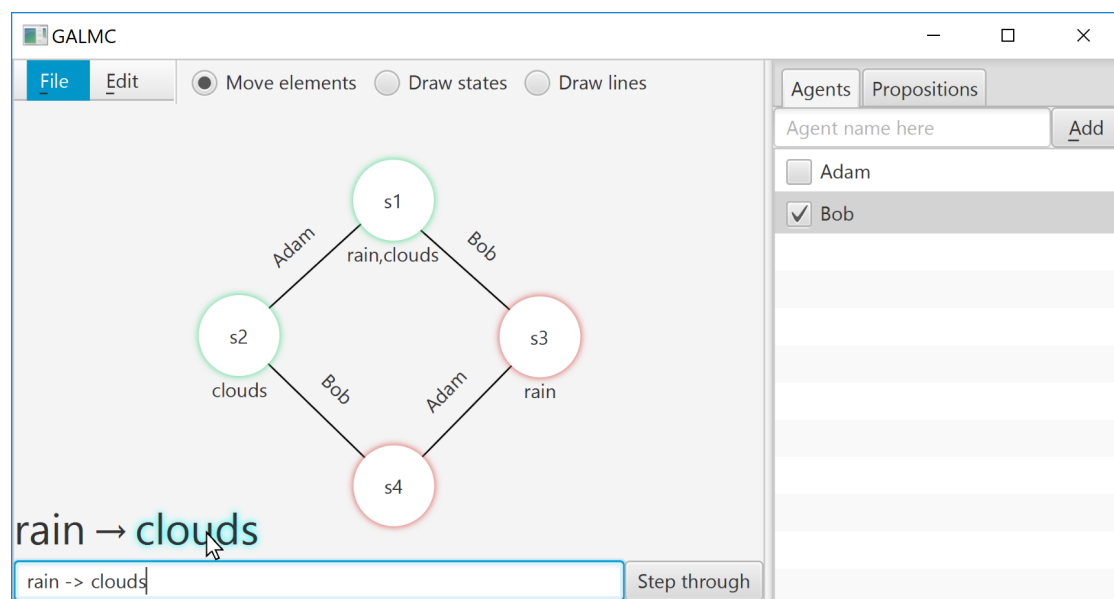 GALMC
File Edit Move elements Draw states Draw lines
Agents Propositions
Agent name here Add
Adam
Bob
s1
rain,clouds
Adam
Bob
s2
clouds
s3
rain
Bob
Adam
s4
rain → clouds
rain -> clouds Step through